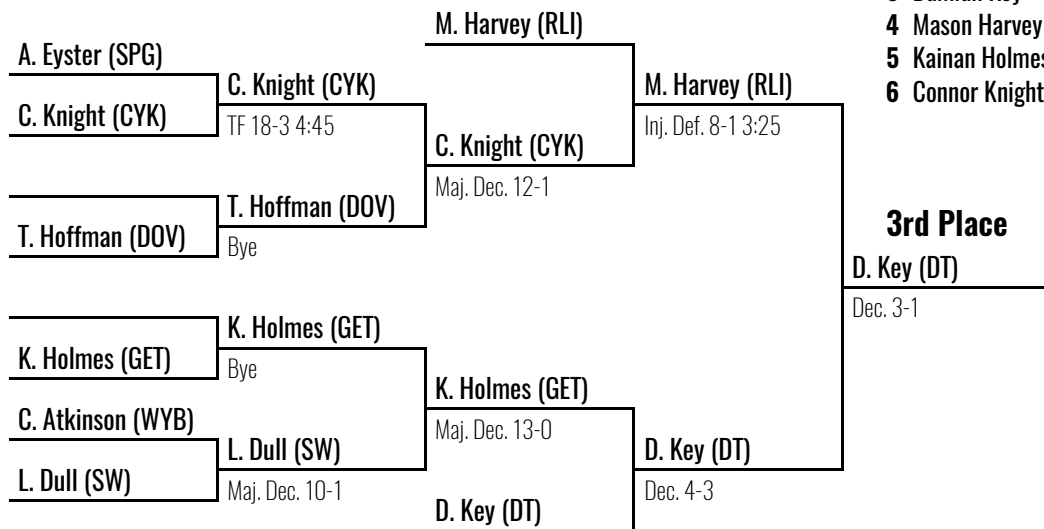 M. Harvey (RLI)
4 Mason Harvey
5 Kainan Holmes
6 Connor Knight
A. Eyster (SPG)
C. Knight (CYK)
C. Knight (CYK)
TF 18-3 4:45
M. Harvey (RLI)
Inj. Def. 8-1 3:25
C. Knight (CYK)
Maj. Dec. 12-1
T. Hoffman (DOV)
T. Hoffman (DOV)
Bye
3rd Place
D. Key (DT)
Dec. 3-1
K. Holmes (GET)
K. Holmes (GET)
Bye
K. Holmes (GET)
Maj. Dec. 13-0
C. Atkinson (WYB)
L. Dull (SW)
L. Dull (SW)
Maj. Dec. 10-1
D. Key (DT)
Dec. 4-3
D. Key (DT)